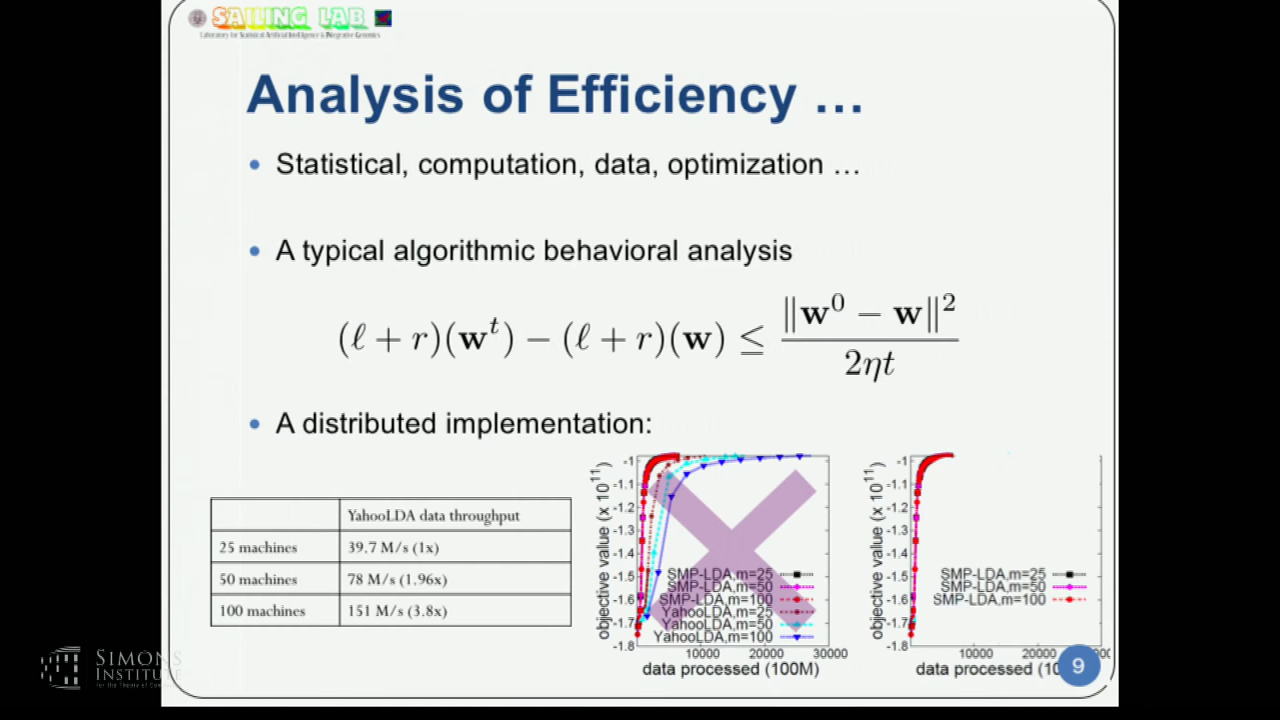 SAILING LAB
Laboratory for Statistical Artificial InteLligence & INtegrative Genomics
Analysis of Efficiency …
• Statistical, computation, data, optimization …
• A typical algorithmic behavioral analysis
(ℓ + r)(w^t) − (ℓ + r)(w) ≤ ‖w^0 − w‖^2 / 2ηt
• A distributed implementation:
YahooLDA data throughput
25 machines 39.7 M/s (1x)
50 machines 78 M/s (1.96x)
100 machines 151 M/s (3.8x)
objective value (x 10^11)
-1
-1.1
-1.2
-1.3
-1.4
-1.5
-1.6
-1.7
-1.8
SMP-LDA,m=25
SMP-LDA,m=50
SMP-LDA,m=100
YahooLDA,m=25
YahooLDA,m=50
YahooLDA,m=100
10000 20000 30000
data processed (100M)
objective value (x 10^11)
-1
-1.1
-1.2
-1.3
-1.4
-1.5
-1.6
-1.7
-1.8
SMP-LDA,m=25
SMP-LDA,m=50
SMP-LDA,m=100
10000 20000 3000
data processed (10
9
SIMONS
INSTITUTE